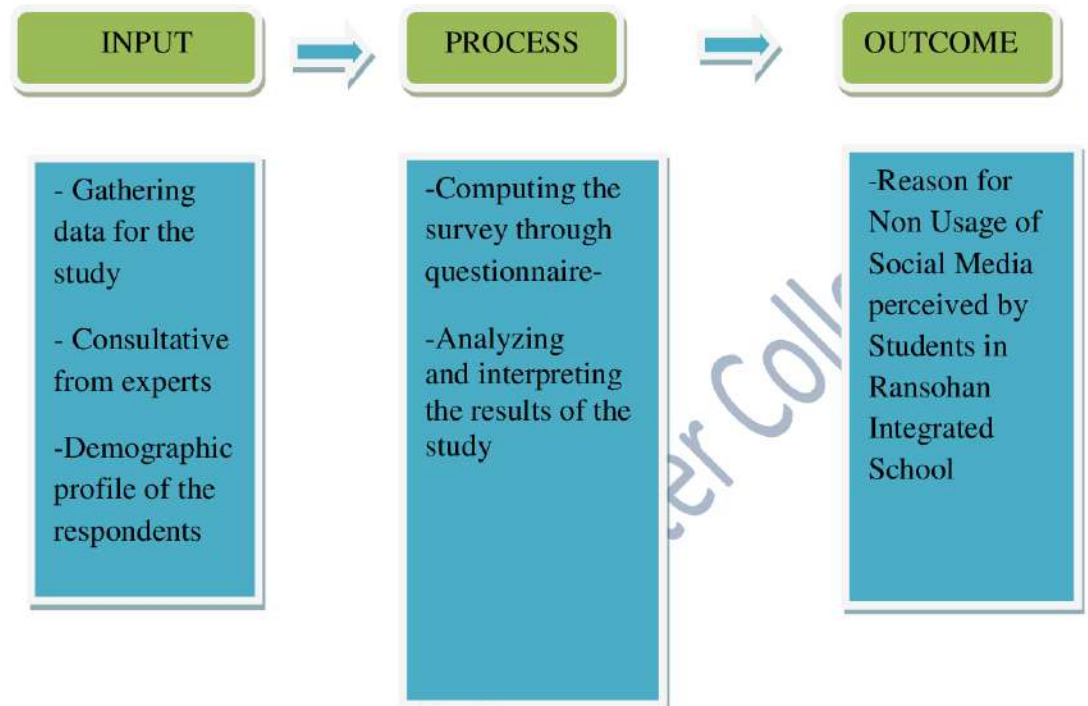 INPUT
PROCESS
OUTCOME
- Gathering
data for the
study
- Consultative
from experts
-Demographic
profile of the
respondents
-Computing the
survey through
questionnaire-
-Analyzing
and interpreting
the results of the
study
-Reason for
Non Usage of
Social Media
perceived by
Students in
Ransohan
Integrated
School